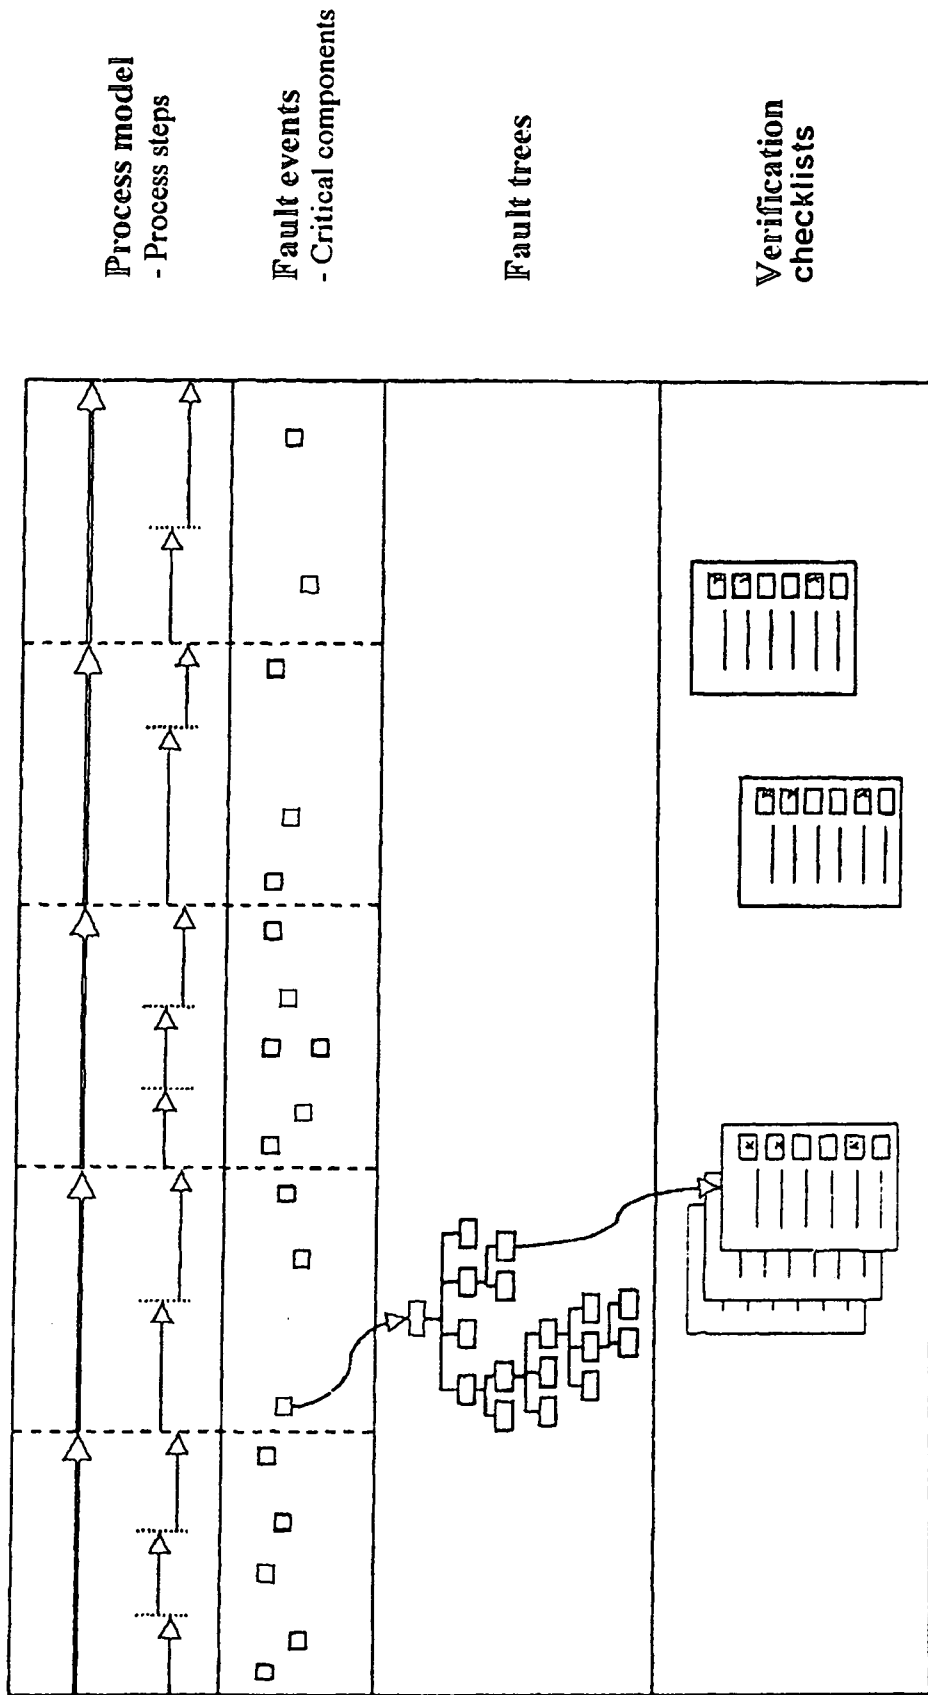 Process model
- Process steps
Fault events
- Critical components
Fault trees
Verification
checklists